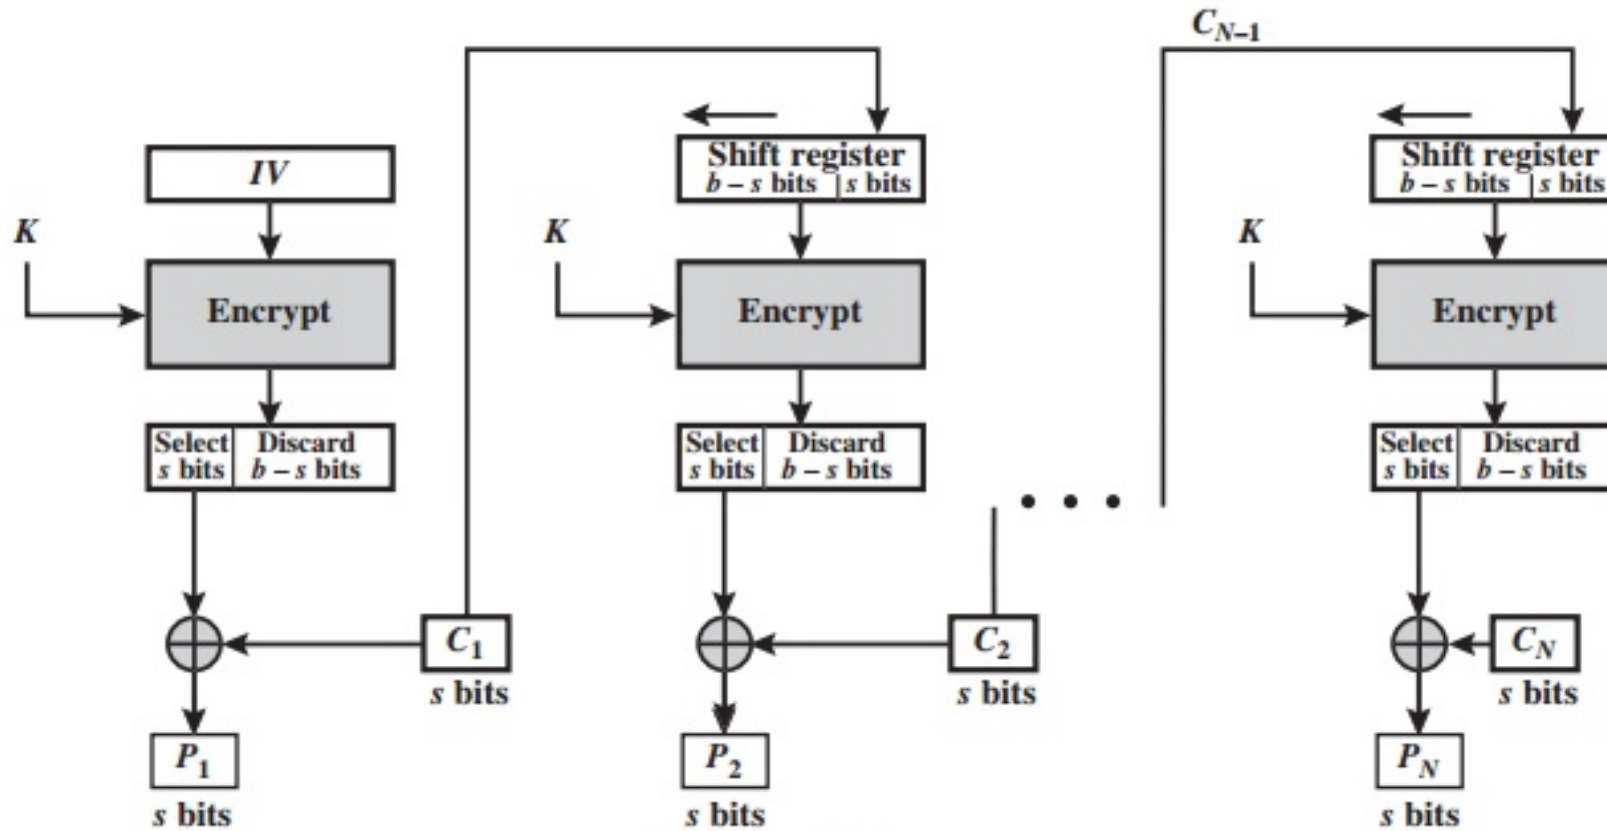 C_{N-1}
IV
Shift register
b – s bits | s bits
Shift register
b – s bits | s bits
K
K
K
Encrypt
Encrypt
Encrypt
Select
s bits
Discard
b – s bits
Select
s bits
Discard
b – s bits
Select
s bits
Discard
b – s bits
C_1
s bits
C_2
s bits
C_N
s bits
P_1
s bits
P_2
s bits
P_N
s bits